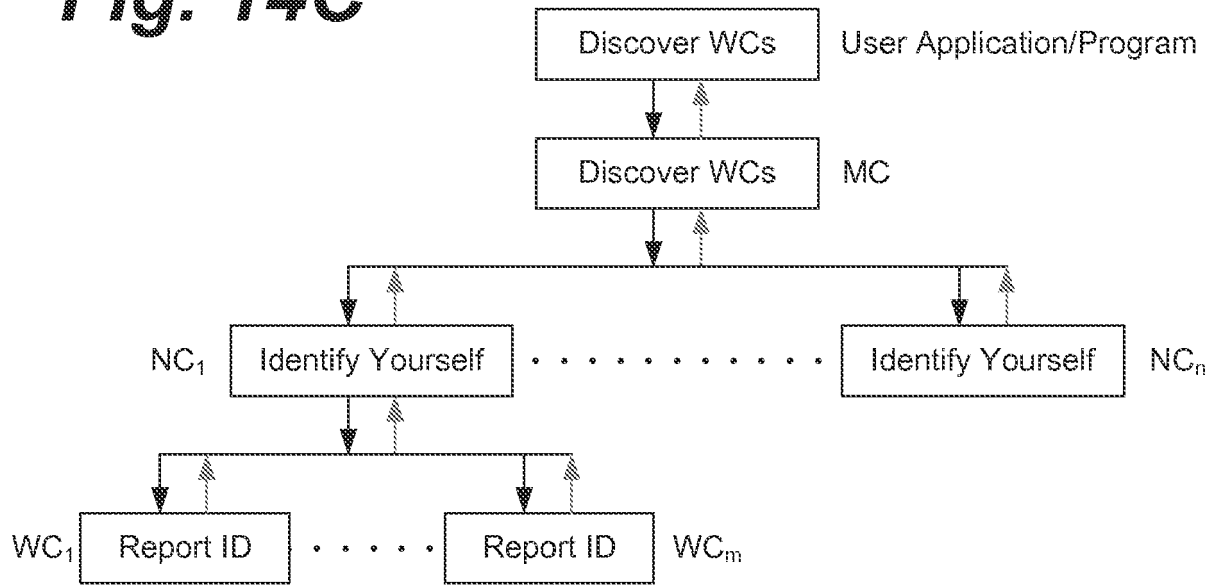 Fig. 14C
Discover WCs User Application/Program
Discover WCs MC
NC₁ Identify Yourself Identify Yourself NCₙ
WC₁ Report ID Report ID WCₘ